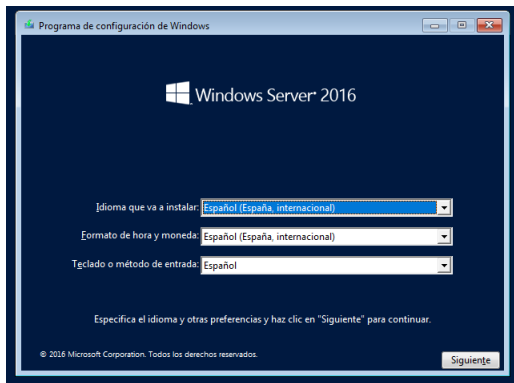 Programa de configuración de Windows
Windows Server 2016
Idioma que va a instalar: Español (España, internacional)
Formato de hora y moneda: Español (España, internacional)
Teclado o método de entrada: Español
Especifica el idioma y otras preferencias y haz clic en "Siguiente" para continuar.
© 2016 Microsoft Corporation. Todos los derechos reservados.
Siguiente